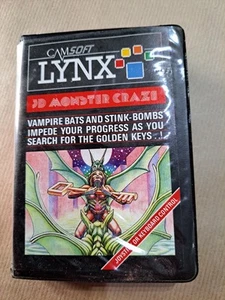 CAMSOFT
LYNX
3D MONSTER CRAZE
VAMPIRE BATS AND STINK-BOMBS
IMPEDE YOUR PROGRESS AS YOU
SEARCH FOR THE GOLDEN KEYS . . !
JOYSTICK OR KEYBOARD CONTROL